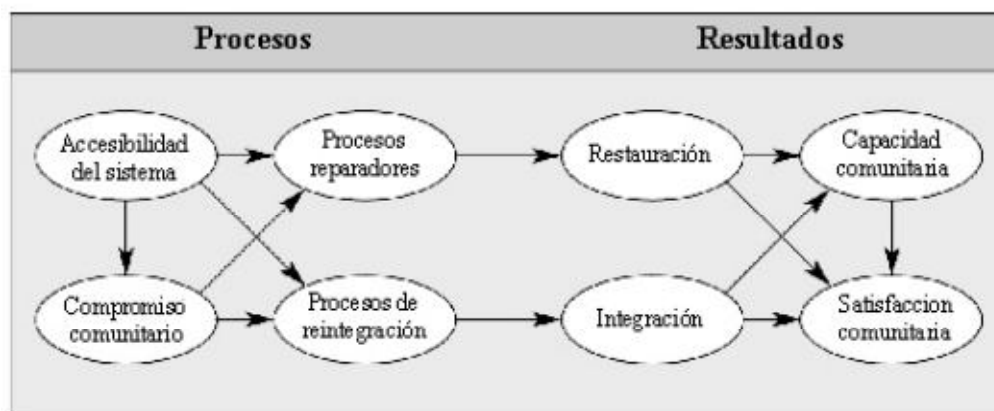 Procesos
Resultados
Accesibilidad
del sistema
Procesos
reparadores
Restauración
Capacidad
comunitaria
Compromiso
comunitario
Procesos de
reintegración
Integración
Satisfaccion
comunitaria